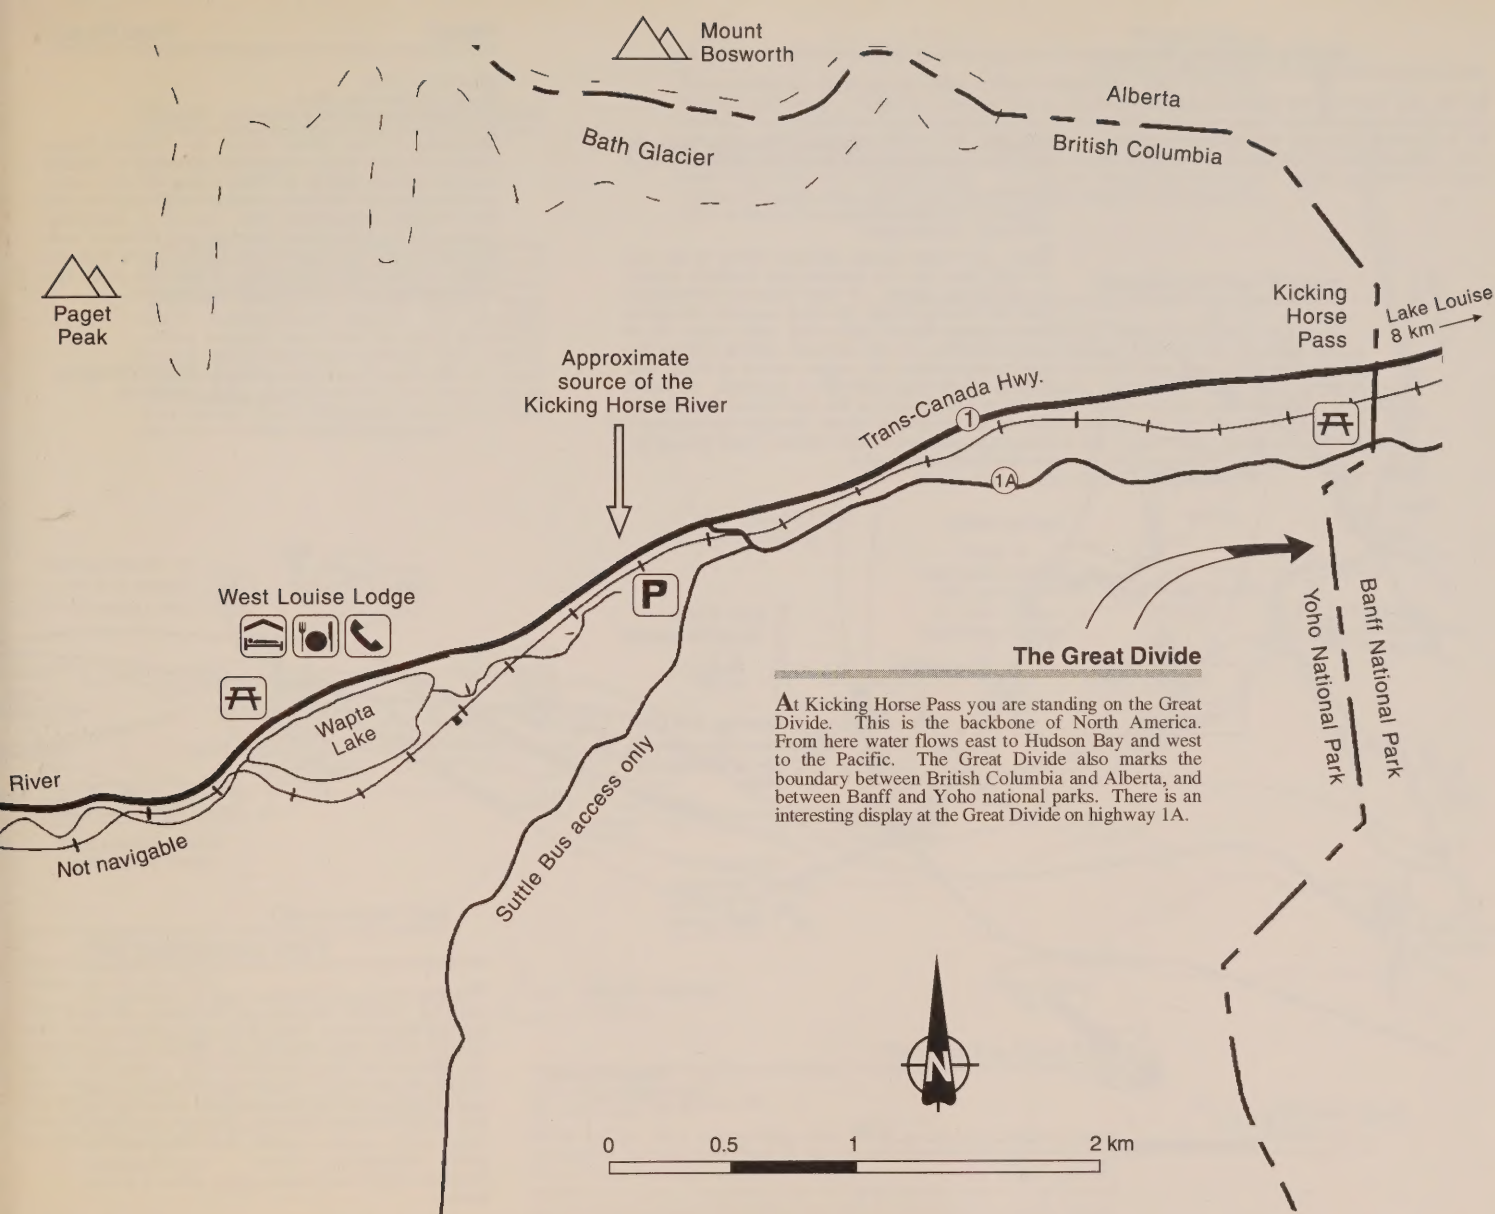 Mount
Bosworth
Alberta
British Columbia
Bath Glacier
Paget
Peak
Kicking
Horse
Pass
Lake Louise
8 km
Approximate
source of the
Kicking Horse River
Trans-Canada Hwy.
1
1A
P
West Louise Lodge
Wapta
Lake
River
Not navigable
Suttle Bus access only
Banff National Park
Yoho National Park
The Great Divide
At Kicking Horse Pass you are standing on the Great
Divide. This is the backbone of North America.
From here water flows east to Hudson Bay and west
to the Pacific. The Great Divide also marks the
boundary between British Columbia and Alberta, and
between Banff and Yoho national parks. There is an
interesting display at the Great Divide on highway 1A.
N
0 0.5 1 2 km